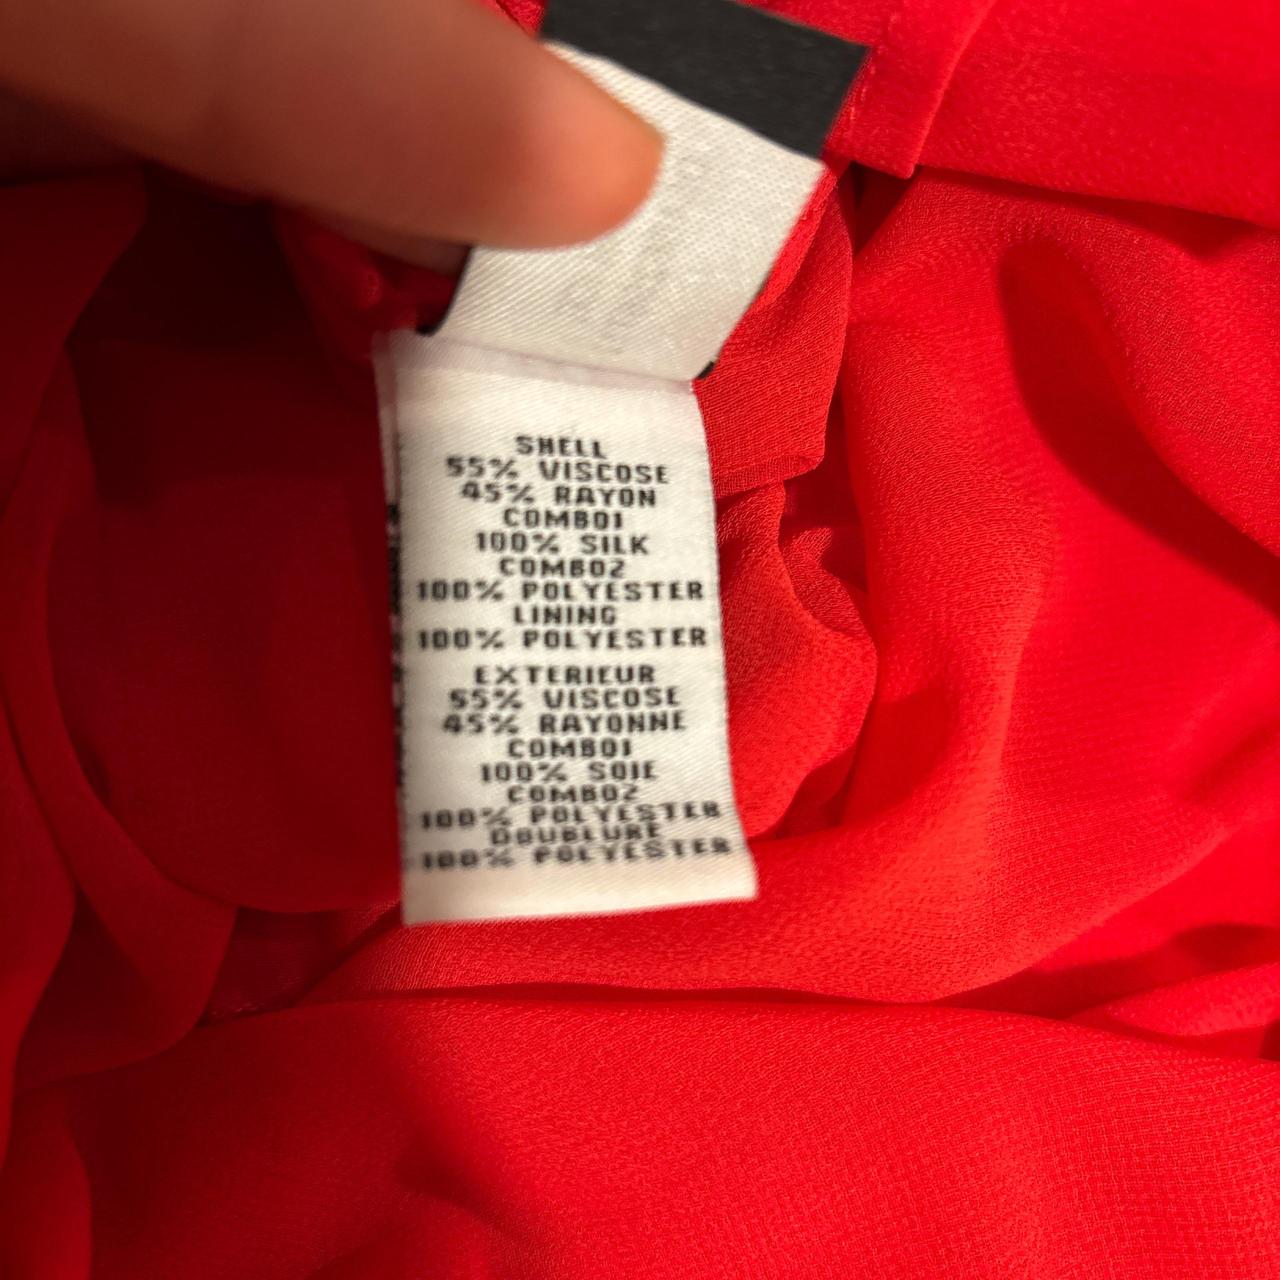 SHELL
55% VISCOSE
45% RAYON
COMBO1
100% SILK
COMBO2
100% POLYESTER
LINING
100% POLYESTER
EXTERIEUR
55% VISCOSE
45% RAYONNE
COMBO1
100% SOIE
COMBO2
100% POLYESTER
DOUBLURE
100% POLYESTER